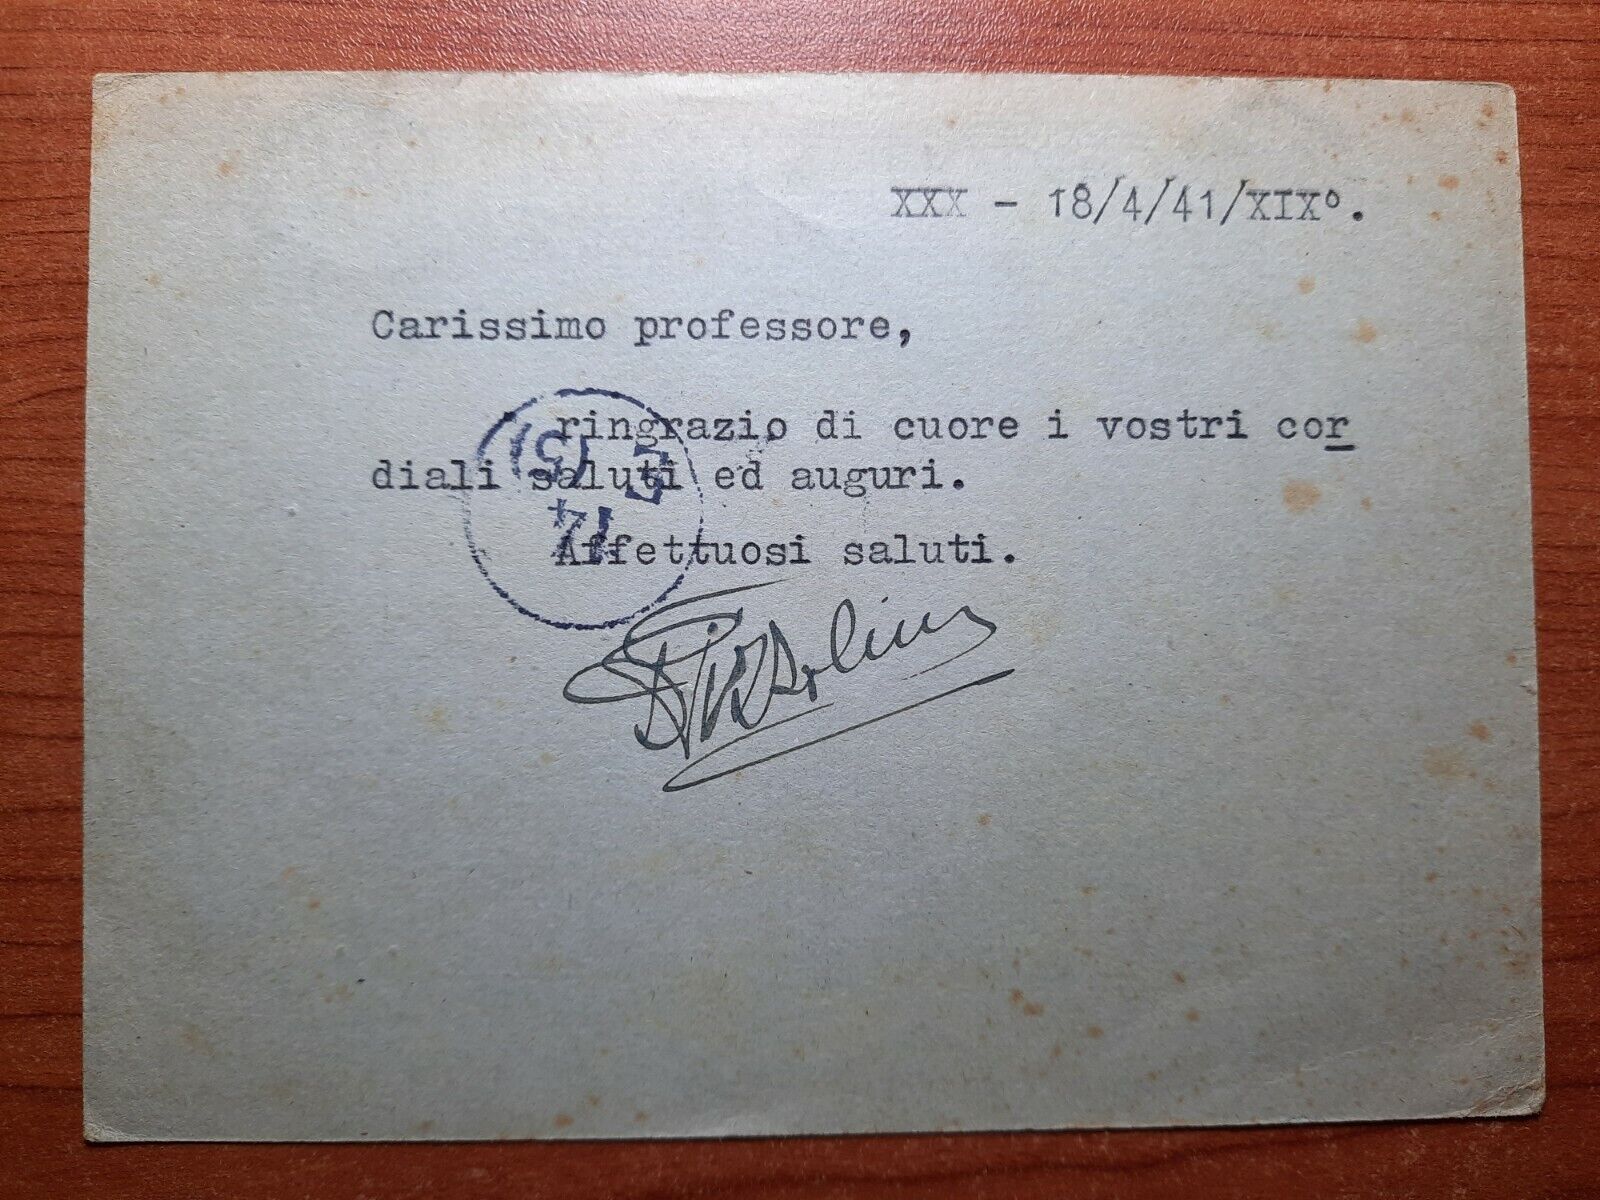 XXX - 18/4/41/XIX°.
Carissimo professore,
ringrazio di cuore i vostri cor
diali saluti ed auguri.
Affettuosi saluti.